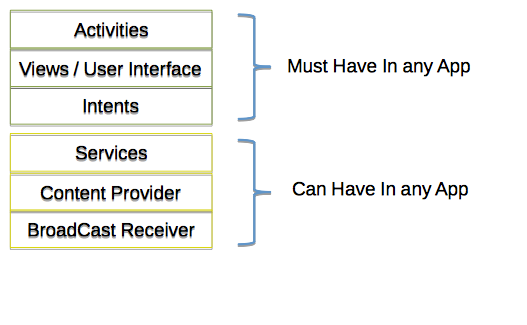 Activities
Views / User Interface
Intents
Must Have In any App
Services
Content Provider
BroadCast Receiver
Can Have In any App